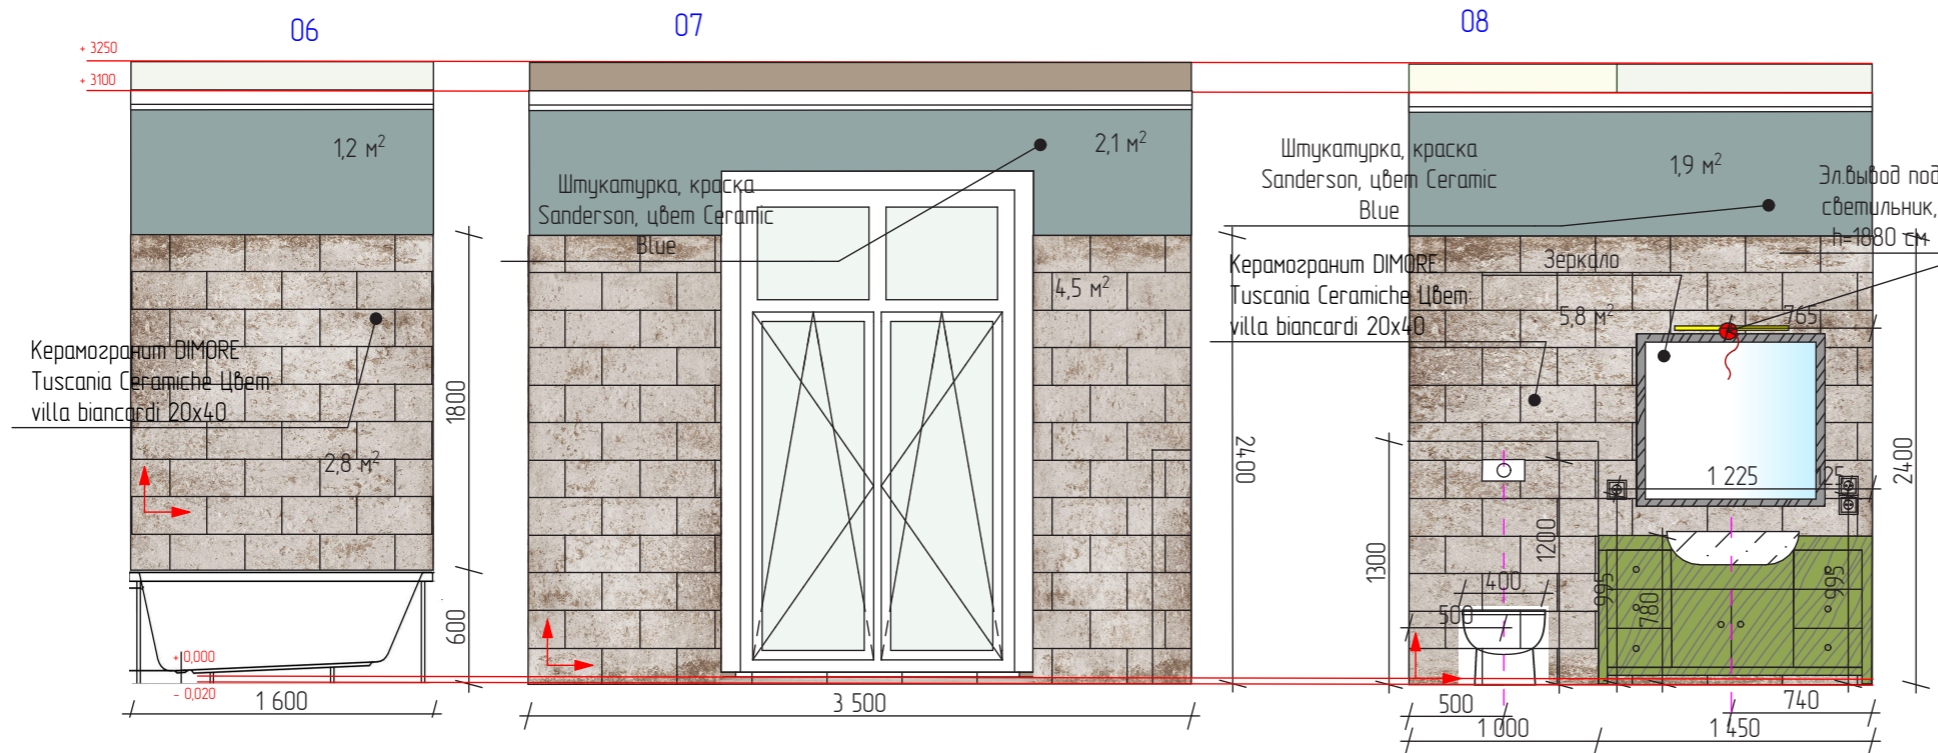 06
07
08
+ 3250
+ 3100
1,2 м²
2,1 м²
1,9 м²
Штукатурка, краска
Sanderson, цвет Ceramic
Blue
Штукатурка, краска
Sanderson, цвет Ceramic
Blue
Эл.вывод под
светильник,
h=1880 см
Керамогранит DIMORE
Tuscania Ceramiche Цвет:
villa biancardi 20x40
2,8 м²
1800
600
+ 0,000
- 0,020
1 600
4,5 м²
2400
3 500
Керамогранит DIMORE
Tuscania Ceramiche Цвет:
villa biancardi 20x40
Зеркало
5,8 м²
765
1 225
125
2400
1300
1200
400
500
995
780
995
500
740
1 000
1 450